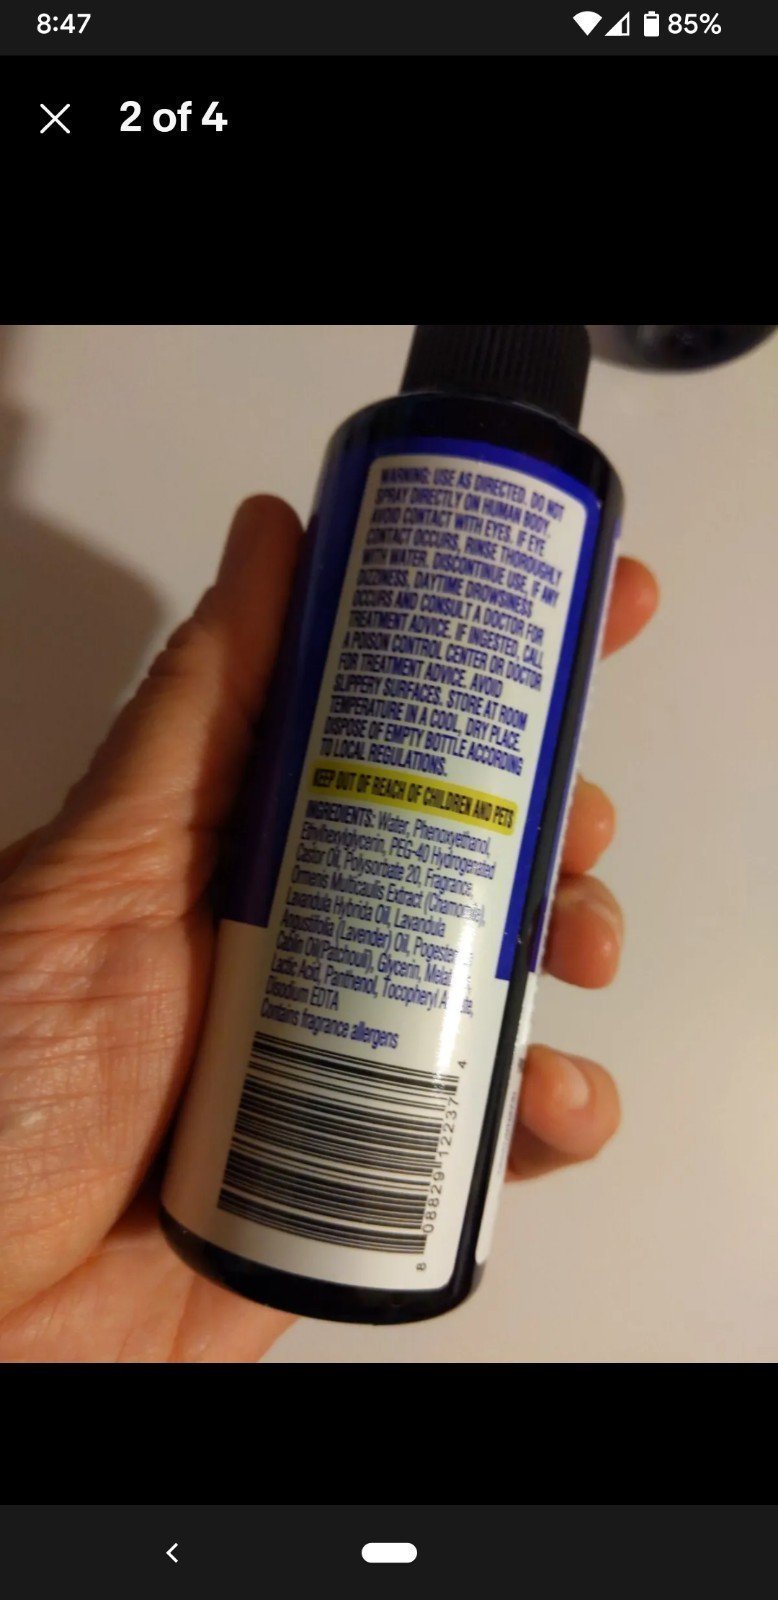 8:47
85%
2 of 4
WARNING: USE AS DIRECTED. DO NOT
SPRAY DIRECTLY ON HUMAN BODY.
AVOID CONTACT WITH EYES. IF EYE
CONTACT OCCURS, RINSE THOROUGHLY
WITH WATER. DISCONTINUE USE, IF ANY
DIZZINESS, DAYTIME DROWSINESS
OCCURS AND CONSULT A DOCTOR FOR
TREATMENT ADVICE. IF INGESTED, CALL
A POISON CONTROL CENTER OR DOCTOR
FOR TREATMENT ADVICE. AVOID
SLIPPERY SURFACES. STORE AT ROOM
TEMPERATURE IN A COOL, DRY PLACE.
DISPOSE OF EMPTY BOTTLE ACCORDING
TO LOCAL REGULATIONS.
KEEP OUT OF REACH OF CHILDREN AND PETS
INGREDIENTS: Water, Phenoxyethanol,
Ethylhexylglycerin, PEG-40 Hydrogenated
Castor Oil, Polysorbate 20, Fragrance,
Ormenis Multicaulis Extract (Chamomile),
Lavandula Hybrida Oil, Lavandula
Angustifolia (Lavender) Oil,
Cablin Oil(Patchouli), Glycerin,
Lactic Acid, Panthenol, Tocopheryl
Disodium EDTA
Contains fragrance allergens
8 08829 12237 4